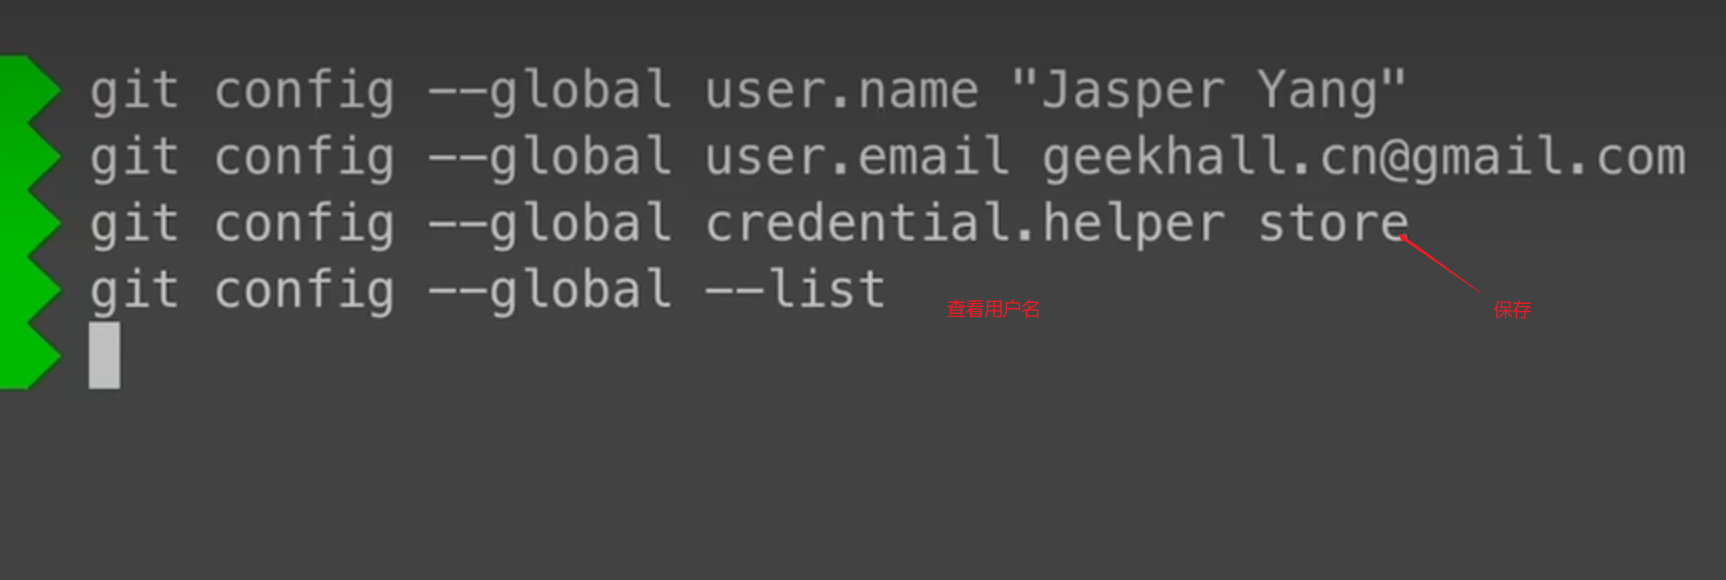 git config --global user.name "Jasper Yang"
git config --global user.email geekhall.cn@gmail.com
git config --global credential.helper store
git config --global --list
查看用户名
保存